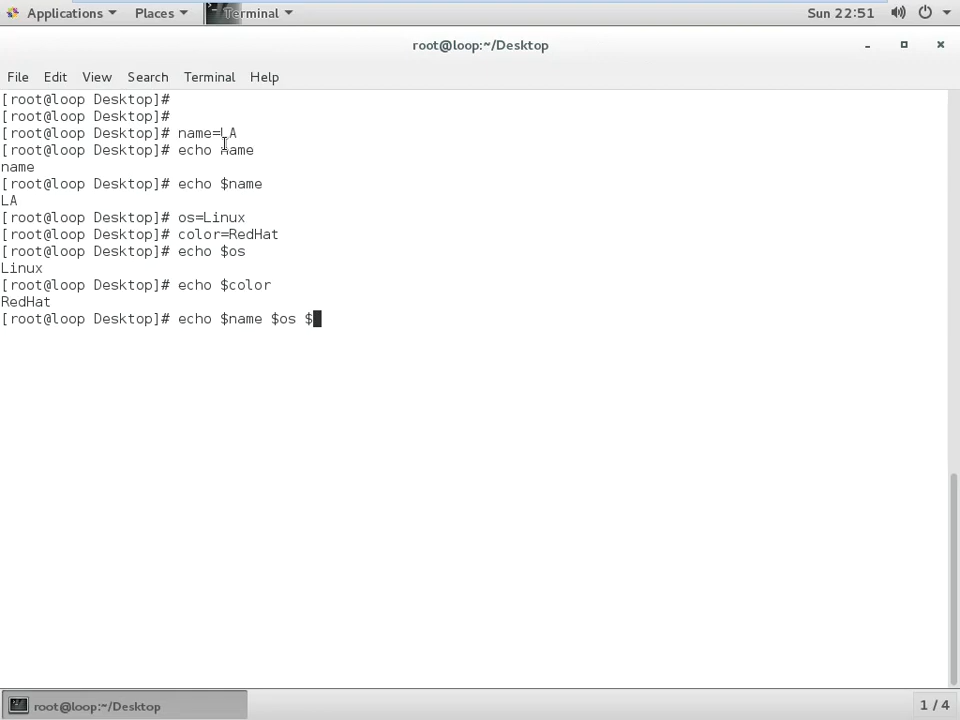 Applications Places Terminal Sun 22:51
root@loop:~/Desktop
File Edit View Search Terminal Help
[root@loop Desktop]#
[root@loop Desktop]#
[root@loop Desktop]# name=LA
[root@loop Desktop]# echo name
name
[root@loop Desktop]# echo $name
LA
[root@loop Desktop]# os=Linux
[root@loop Desktop]# color=RedHat
[root@loop Desktop]# echo $os
Linux
[root@loop Desktop]# echo $color
RedHat
[root@loop Desktop]# echo $name $os $
root@loop:~/Desktop 1 / 4